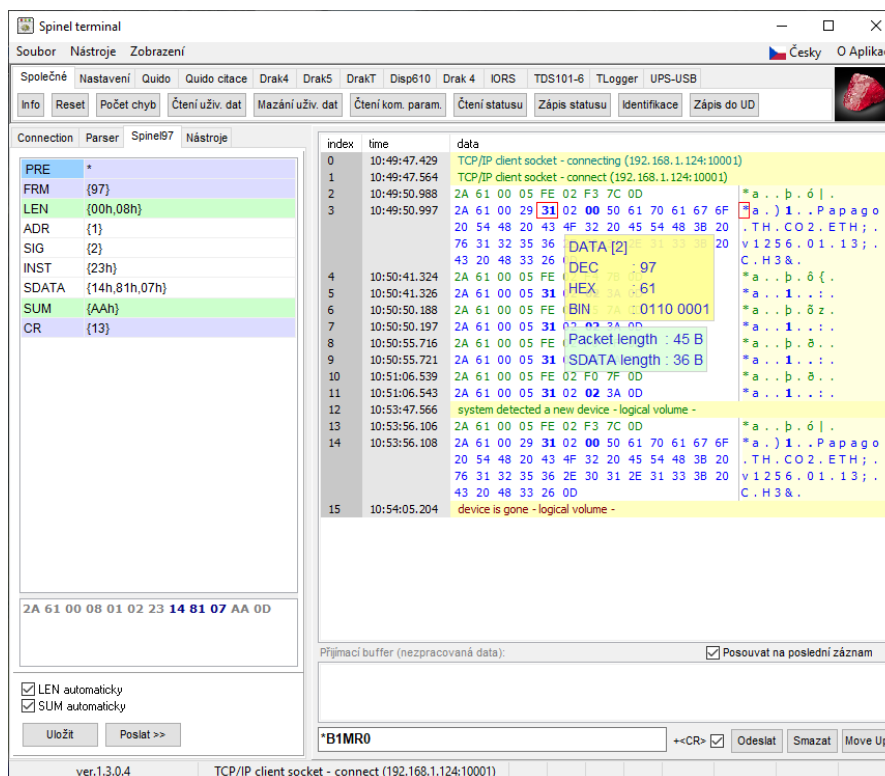 Spinel terminal
Soubor Nástroje Zobrazení Česky O Aplikac
Společné Nastavení Quido Quido citace Drak4 Drak5 DrakT Disp610 Drak 4 IORS TDS101-6 TLogger UPS-USB
Info Reset Počet chyb Čtení uživ. dat Mazání uživ. dat Čtení kom. param. Čtení statusu Zápis statusu Identifikace Zápis do UD
Connection Parser Spinel97 Nástroje
PRE *
FRM {97}
LEN {00h,08h}
ADR {1}
SIG {2}
INST {23h}
SDATA {14h,81h,07h}
SUM {AAh}
CR {13}
2A 61 00 08 01 02 23 14 81 07 AA 0D
LEN automaticky
SUM automaticky
Uložit Poslat >>
index time data
0 10:49:47.429 TCP/IP client socket - connecting (192.168.1.124:10001)
1 10:49:47.564 TCP/IP client socket - connect (192.168.1.124:10001)
2 10:49:50.988 2A 61 00 05 FE 02 F3 7C 0D *a..þ.ó|.
3 10:49:50.997 2A 61 00 29 31 02 00 50 61 70 61 67 6F *a.)1..Papago
20 54 48 20 43 4F 32 20 45 54 48 3B 20 .TH.CO2.ETH;.
76 31 32 35 36 2E 31 33 3B 20 v1256.01.13;.
43 20 48 33 26 0D C.H3&.
4 10:50:41.324 2A 61 00 05 FE *a..þ.ô{.
5 10:50:41.326 2A 61 00 05 31 02 02 3A 0D *a..1..:.
6 10:50:50.188 2A 61 00 05 FE *a..þ.õz.
7 10:50:50.197 2A 61 00 05 31 02 02 3A 0D *a..1..:.
8 10:50:55.716 2A 61 00 05 FE *a..þ.ð..
9 10:50:55.721 2A 61 00 05 31 *a..1..:.
10 10:51:06.539 2A 61 00 05 FE 02 F0 7F 0D *a..þ.ð..
11 10:51:06.543 2A 61 00 05 31 02 02 3A 0D *a..1..:.
12 10:53:47.566 system detected a new device - logical volume -
13 10:53:56.106 2A 61 00 05 FE 02 F3 7C 0D *a..þ.ó|.
14 10:53:56.108 2A 61 00 29 31 02 00 50 61 70 61 67 6F *a.)1..Papago
20 54 48 20 43 4F 32 20 45 54 48 3B 20 .TH.CO2.ETH;.
76 31 32 35 36 2E 30 31 2E 31 33 3B 20 v1256.01.13;.
43 20 48 33 26 0D C.H3&.
15 10:54:05.204 device is gone - logical volume -
DATA [2]
DEC : 97
HEX : 61
BIN : 0110 0001
Packet length : 45 B
SDATA length : 36 B
Přijímací buffer (nezpracovaná data): Posouvat na poslední záznam
*B1MR0 +<CR> Odeslat Smazat Move Up
ver.1.3.0.4 TCP/IP client socket - connect (192.168.1.124:10001)